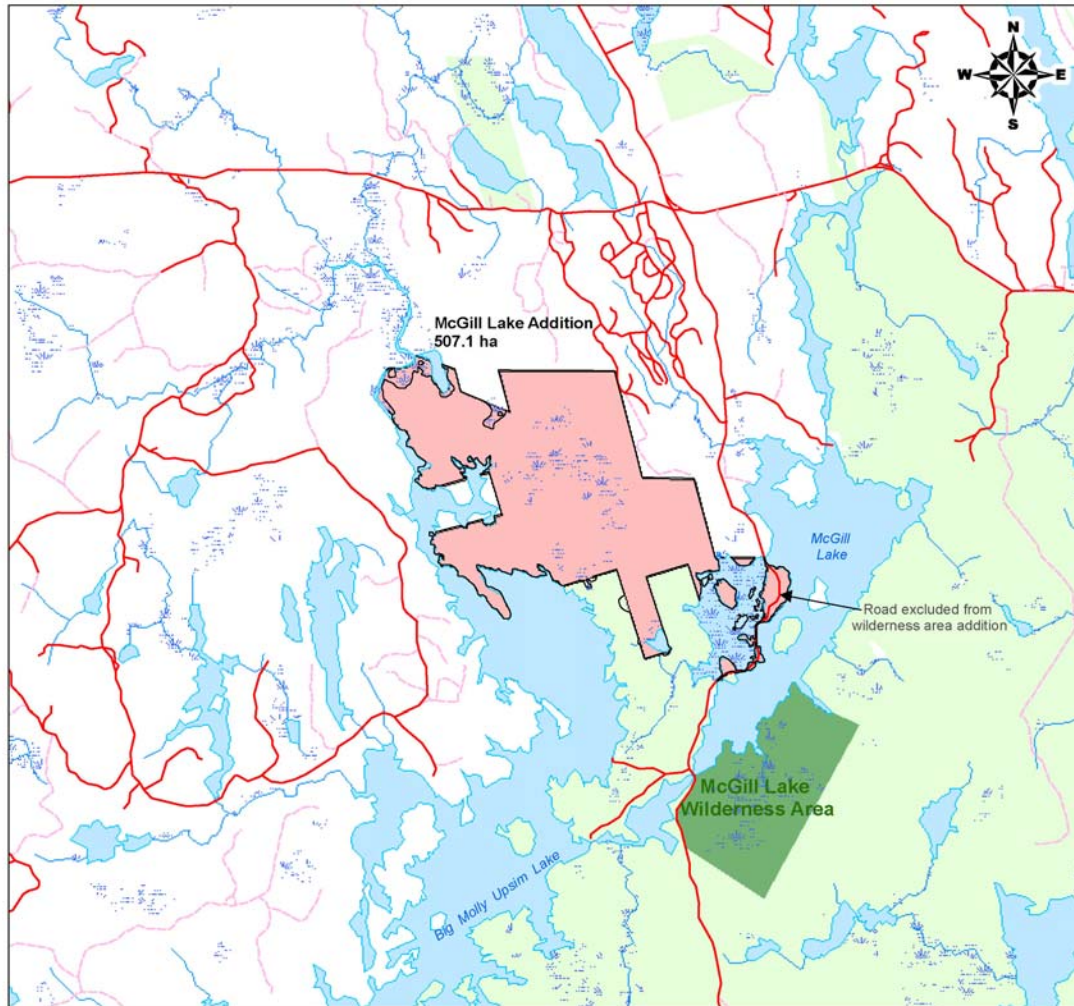 N
W E
S
McGill Lake Addition
507.1 ha
McGill
Lake
Road excluded from
wilderness area addition
McGill Lake
Wilderness Area
Big Molly Upsim Lake